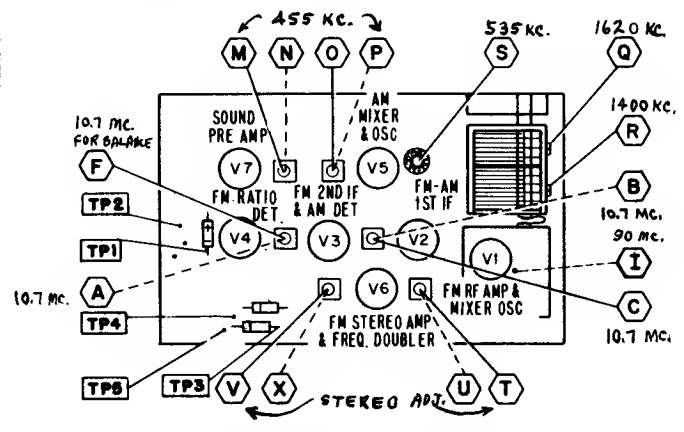 455 KC.
535 KC.
1620 KC.
M N O P S Q
1400 KC.
R
10.7 MC.
FOR BALANCE
F
SOUND
PRE AMP
AM
MIXER
& OSC
V7
V5
FM-RATIO
DET.
FM 2ND IF
& AM DET
FM-AM
1ST IF
B
10.7 MC.
TP2
TP1
V4
V3
V2
V1
90 MC.
I
A
10.7 MC.
V6
FM RF AMP &
MIXER OSC
C
10.7 MC.
TP4
FM STEREO AMP
& FREQ. DOUBLER
TP5
TP3
V X U T
STEREO ADJ.